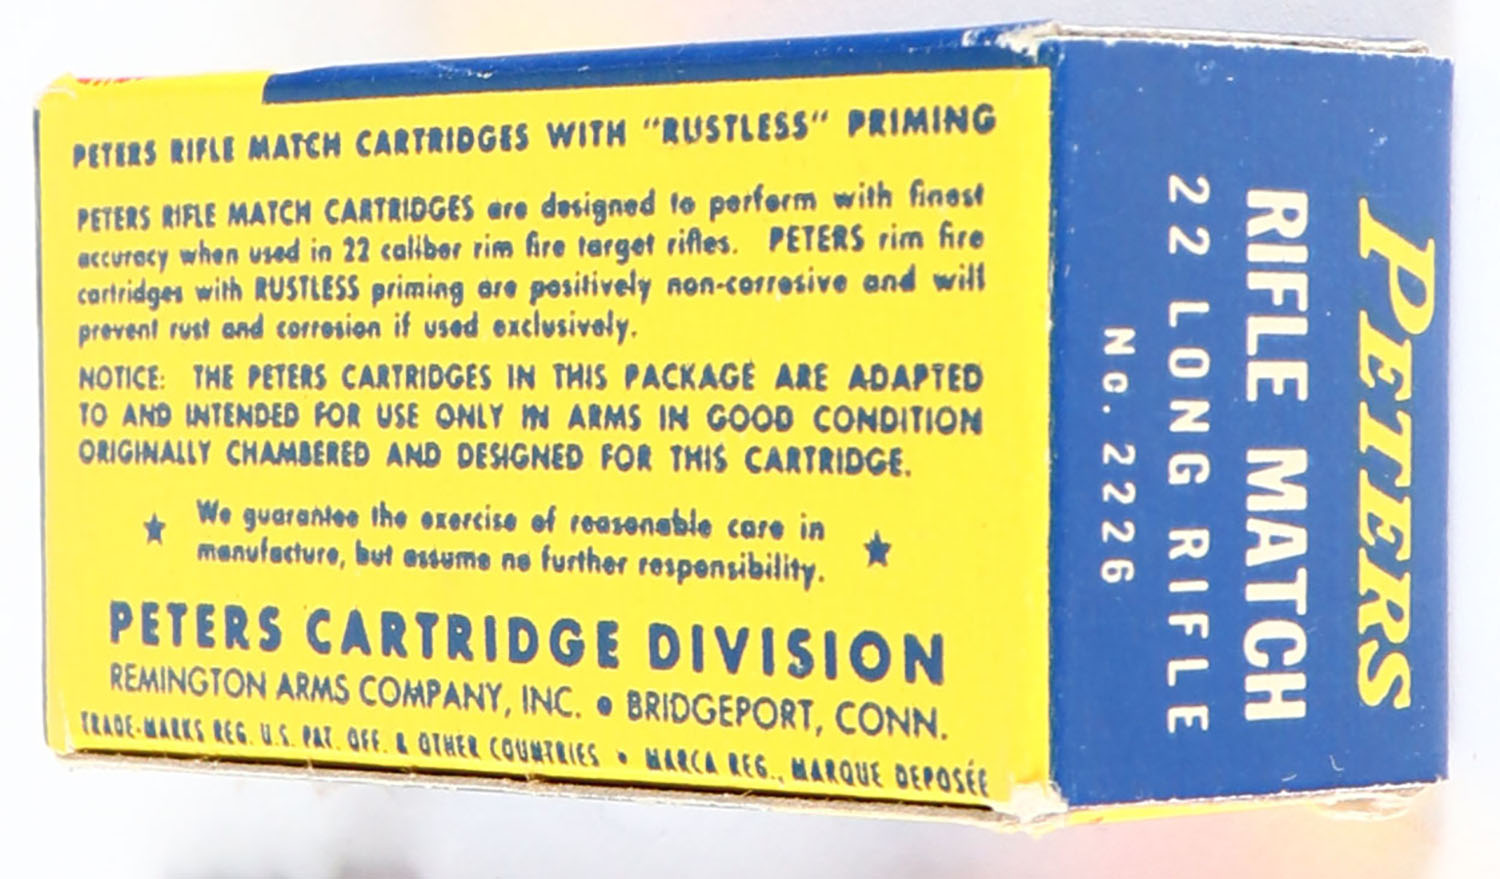 PETERS RIFLE MATCH CARTRIDGES WITH "RUSTLESS" PRIMING
PETERS RIFLE MATCH CARTRIDGES are designed to perform with finest
accuracy when used in 22 caliber rim fire target rifles. PETERS rim fire
cartridges with RUSTLESS priming are positively non-corrosive and will
prevent rust and corrosion if used exclusively.
NOTICE: THE PETERS CARTRIDGES IN THIS PACKAGE ARE ADAPTED
TO AND INTENDED FOR USE ONLY IN ARMS IN GOOD CONDITION
ORIGINALLY CHAMBERED AND DESIGNED FOR THIS CARTRIDGE.
We guarantee the exercise of reasonable care in
manufacture, but assume no further responsibility.
PETERS CARTRIDGE DIVISION
REMINGTON ARMS COMPANY, INC. • BRIDGEPORT, CONN.
TRADE-MARKS REG. U.S. PAT. OFF. & OTHER COUNTRIES • MARCA REG., MARQUE DEPOSÉE
PETERS
RIFLE MATCH
22 LONG RIFLE
No. 2226